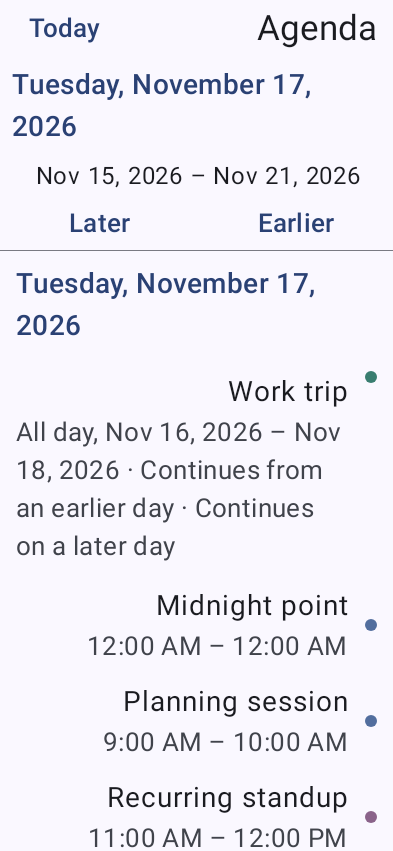 Today
Agenda
Tuesday, November 17,
2026
Nov 15, 2026 – Nov 21, 2026
Later
Earlier
Tuesday, November 17,
2026
Work trip
All day, Nov 16, 2026 – Nov
18, 2026 · Continues from
an earlier day · Continues
on a later day
Midnight point
12:00 AM – 12:00 AM
Planning session
9:00 AM – 10:00 AM
Recurring standup
11:00 AM – 12:00 PM